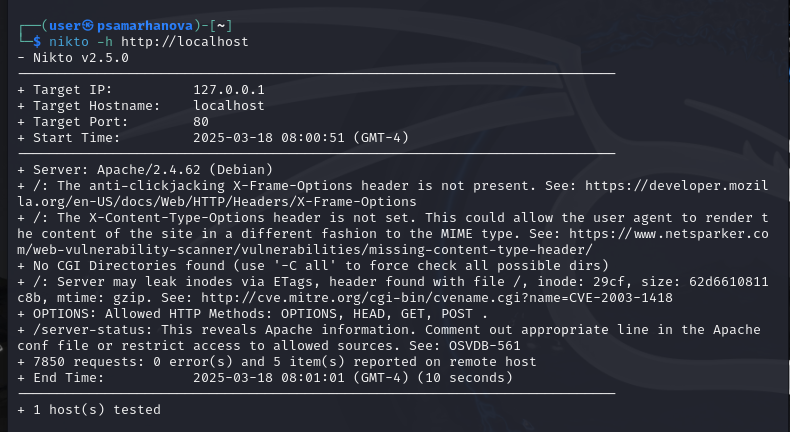 ┌──(user㉿psamarhanova)-[~]
└─$ nikto -h http://localhost
- Nikto v2.5.0
---------------------------------------------------------------------------
+ Target IP:          127.0.0.1
+ Target Hostname:    localhost
+ Target Port:        80
+ Start Time:         2025-03-18 08:00:51 (GMT-4)
---------------------------------------------------------------------------
+ Server: Apache/2.4.62 (Debian)
+ /: The anti-clickjacking X-Frame-Options header is not present. See: https://developer.mozil
la.org/en-US/docs/Web/HTTP/Headers/X-Frame-Options
+ /: The X-Content-Type-Options header is not set. This could allow the user agent to render t
he content of the site in a different fashion to the MIME type. See: https://www.netsparker.co
m/web-vulnerability-scanner/vulnerabilities/missing-content-type-header/
+ No CGI Directories found (use '-C all' to force check all possible dirs)
+ /: Server may leak inodes via ETags, header found with file /, inode: 29cf, size: 62d6610811
c8b, mtime: gzip. See: http://cve.mitre.org/cgi-bin/cvename.cgi?name=CVE-2003-1418
+ OPTIONS: Allowed HTTP Methods: OPTIONS, HEAD, GET, POST .
+ /server-status: This reveals Apache information. Comment out appropriate line in the Apache
conf file or restrict access to allowed sources. See: OSVDB-561
+ 7850 requests: 0 error(s) and 5 item(s) reported on remote host
+ End Time:           2025-03-18 08:01:01 (GMT-4) (10 seconds)
---------------------------------------------------------------------------
+ 1 host(s) tested